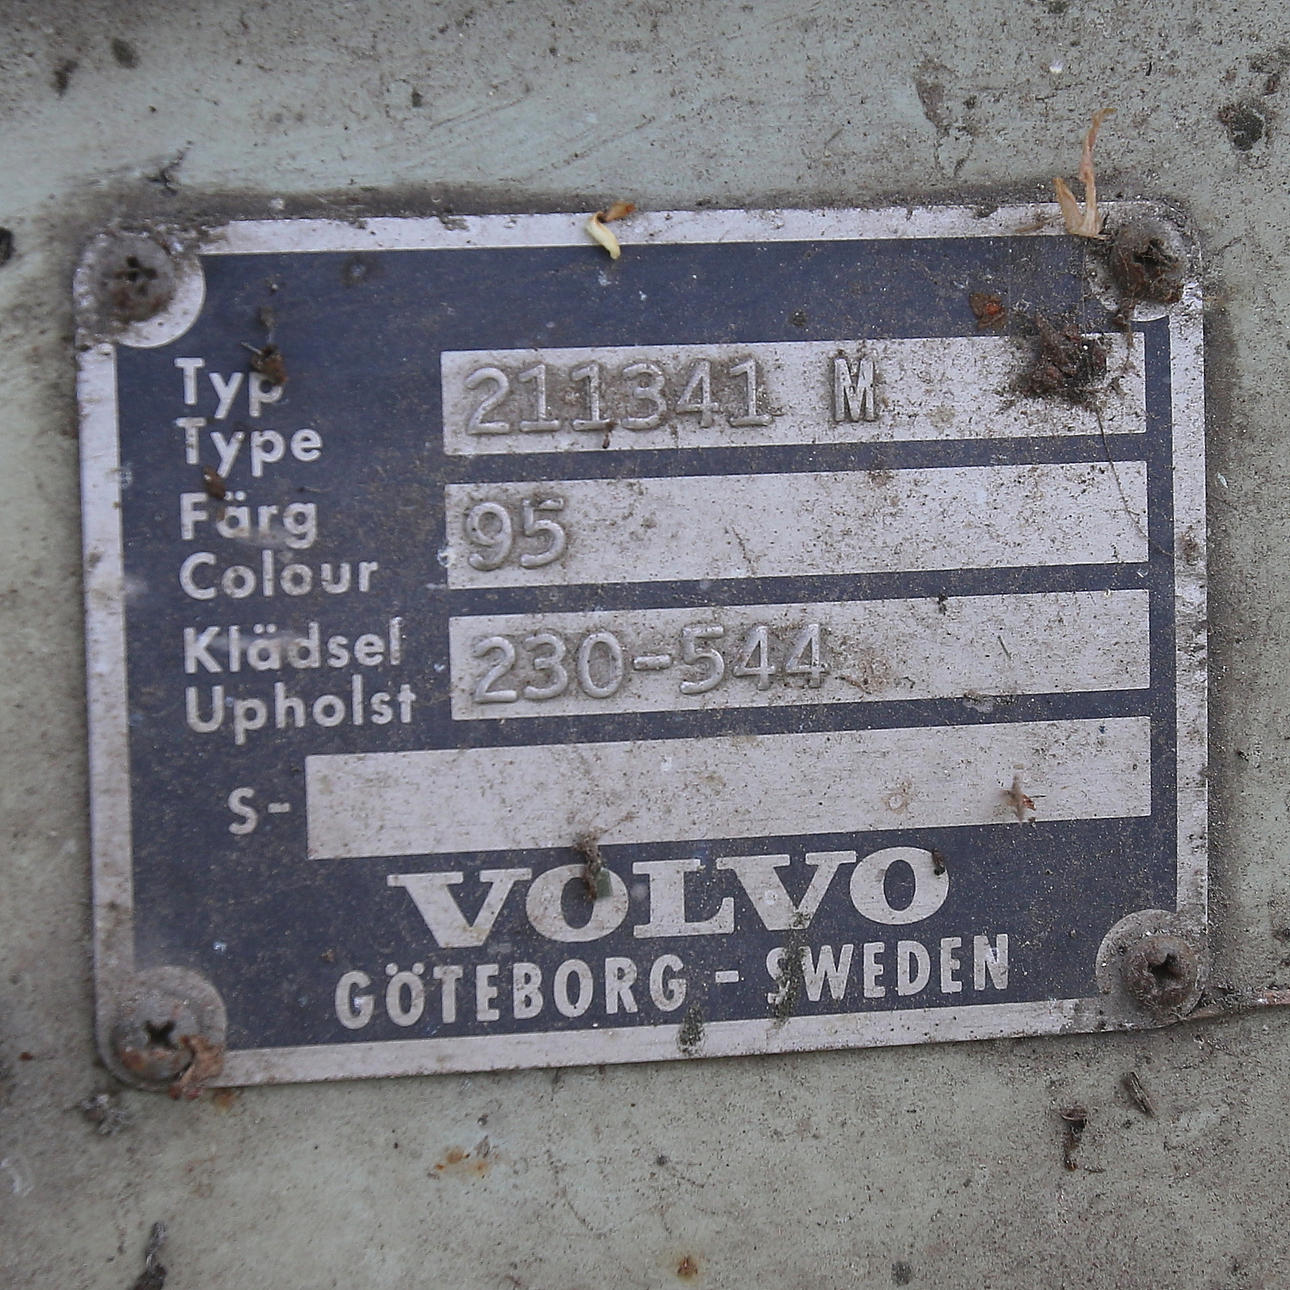 Typ
Type 211341 M
Färg
Colour 95
Klädsel
Upholst 230-544
S-
VOLVO
GÖTEBORG - SWEDEN